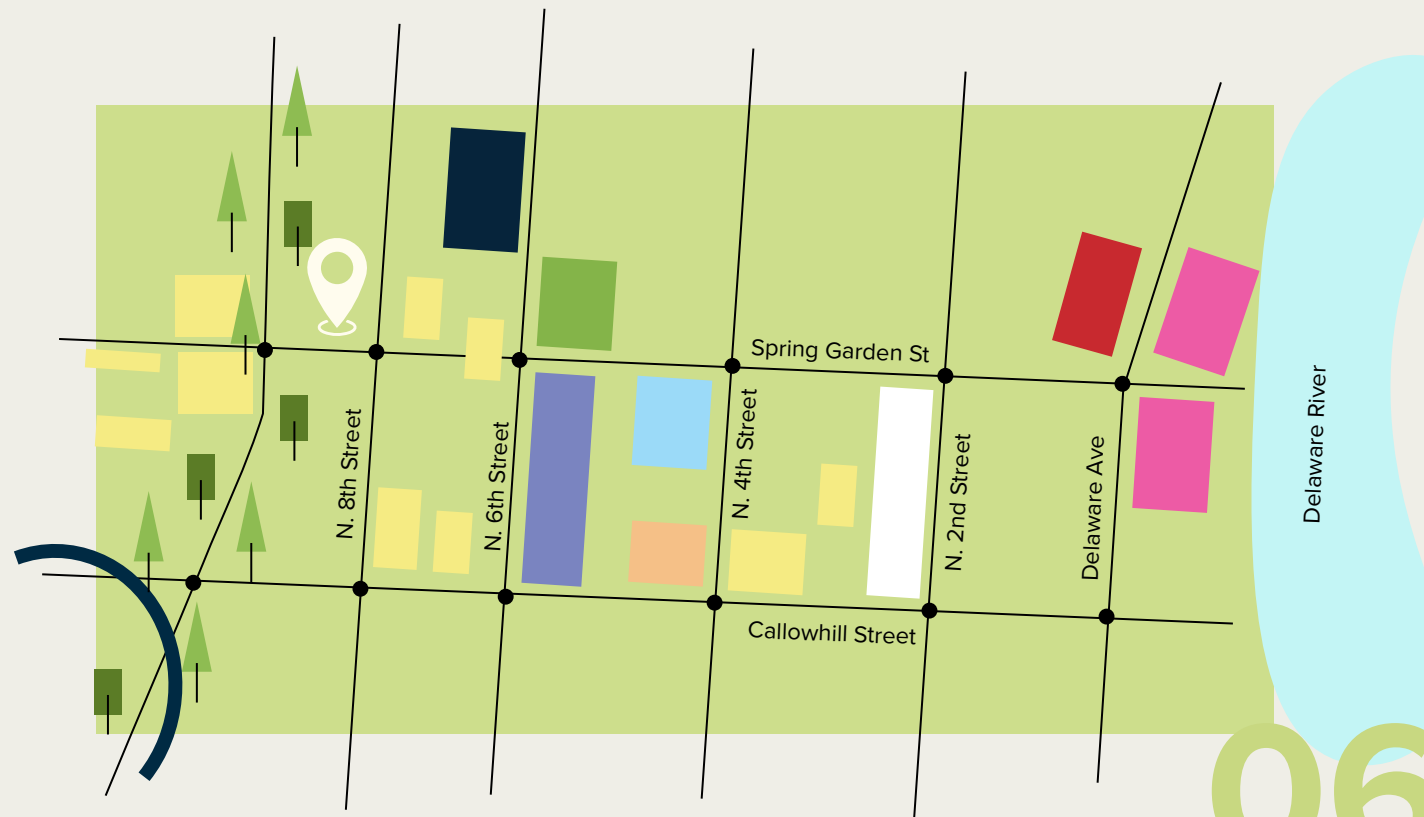 Spring Garden St
N. 8th Street
N. 6th Street
N. 4th Street
N. 2nd Street
Delaware Ave
Delaware River
Callowhill Street
06